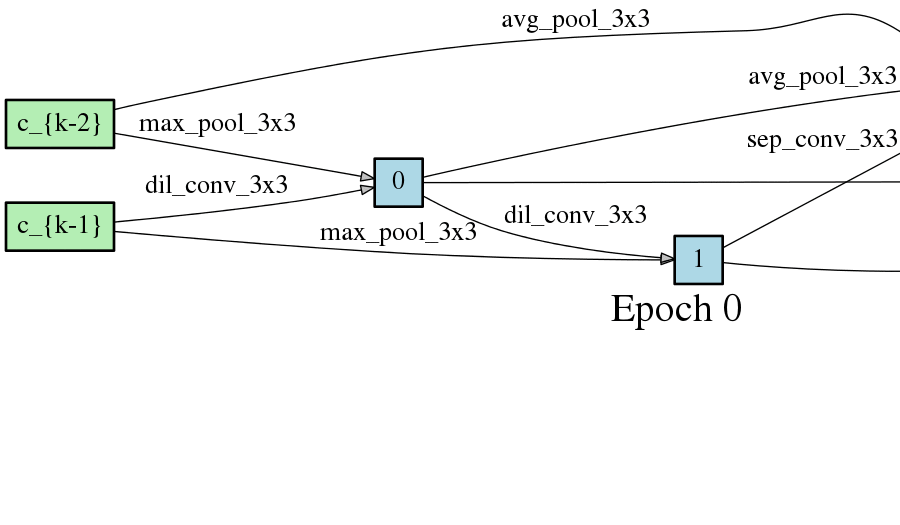 avg_pool_3x3
avg_pool_3x3
c_{k-2}
max_pool_3x3
sep_conv_3x3
dil_conv_3x3
0
c_{k-1}
dil_conv_3x3
max_pool_3x3
1
Epoch 0